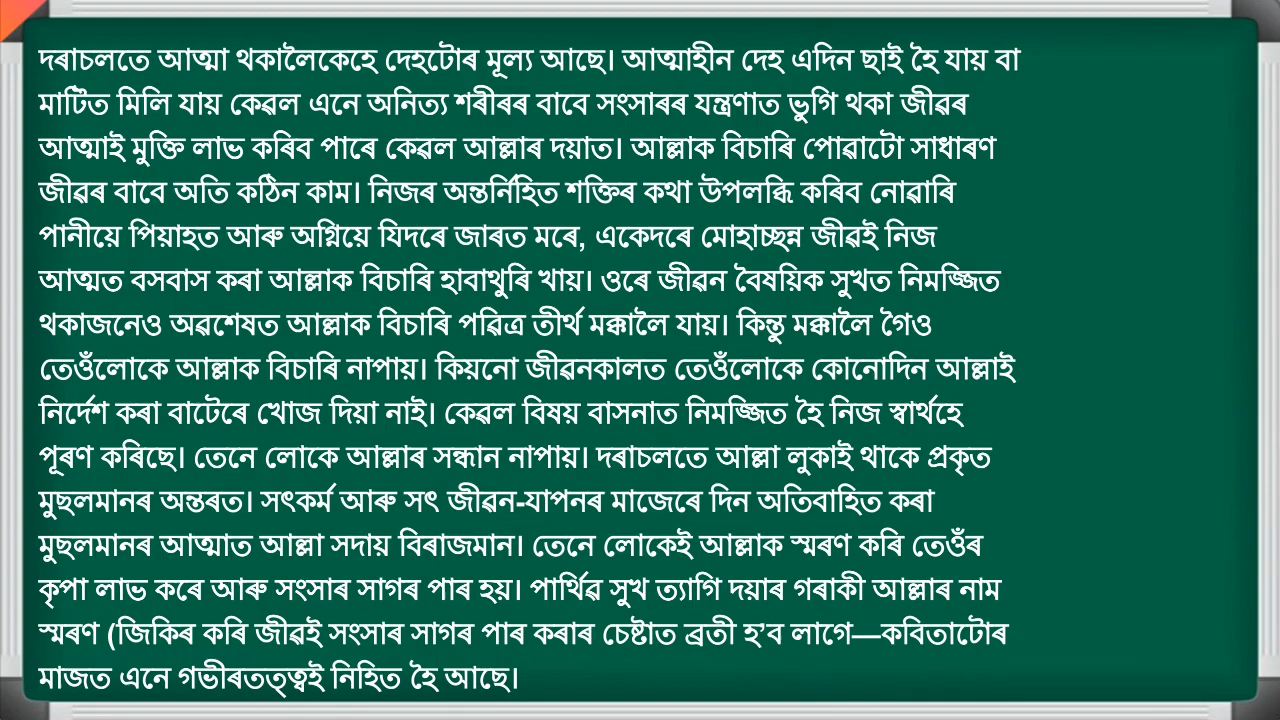 দৰাচলতে আত্মা থকালৈকেহে দেহটোৰ মূল্য আছে। আত্মাহীন দেহ এদিন ছাই হৈ যায় বা
মাটিত মিলি যায় কেৱল এনে অনিত্য শৰীৰৰ বাবে সংসাৰৰ যন্ত্ৰণাত ভুগি থকা জীৱৰ
আত্মাই মুক্তি লাভ কৰিব পাৰে কেৱল আল্লাৰ দয়াত। আল্লাক বিচাৰি পোৱাটো সাধাৰণ
জীৱৰ বাবে অতি কঠিন কাম। নিজৰ অন্তৰ্নিহিত শক্তিৰ কথা উপলব্ধি কৰিব নোৱাৰি
পানীয়ে পিয়াহত আৰু অগ্নিয়ে যিদৰে জাৰত মৰে, একেদৰে মোহাচ্ছন্ন জীৱই নিজ
আত্মাত বসবাস কৰা আল্লাক বিচাৰি হাবাথুৰি খায়। ওৰে জীৱন বৈষয়িক সুখত নিমজ্জিত
থকাজনেও অৱশেষত আল্লাক বিচাৰি পৱিত্ৰ তীৰ্থ মক্কালৈ যায়। কিন্তু মক্কালৈ গৈও
তেওঁলোকে আল্লাক বিচাৰি নাপায়। কিয়নো জীৱনকালত তেওঁলোকে কোনোদিন আল্লাই
নিৰ্দেশ কৰা বাটেৰে খোজ দিয়া নাই। কেৱল বিষয় বাসনাত নিমজ্জিত হৈ নিজ স্বাৰ্থহে
পূৰণ কৰিছে। তেনে লোকে আল্লাৰ সন্ধান নাপায়। দৰাচলতে আল্লা লুকাই থাকে প্ৰকৃত
মুছলমানৰ অন্তৰত। সৎকৰ্ম আৰু সৎ জীৱন-যাপনৰ মাজেৰে দিন অতিবাহিত কৰা
মুছলমানৰ আত্মাত আল্লা সদায় বিৰাজমান। তেনে লোকেই আল্লাক স্মৰণ কৰি তেওঁৰ
কৃপা লাভ কৰে আৰু সংসাৰ সাগৰ পাৰ হয়। পাৰ্থিৱ সুখ ত্যাগি দয়াৰ গৰাকী আল্লাৰ নাম
স্মৰণ (জিকিৰ কৰি জীৱই সংসাৰ সাগৰ পাৰ কৰাৰ চেষ্টাত ব্ৰতী হ'ব লাগে—কবিতাটোৰ
মাজত এনে গভীৰতত্ত্বই নিহিত হৈ আছে।